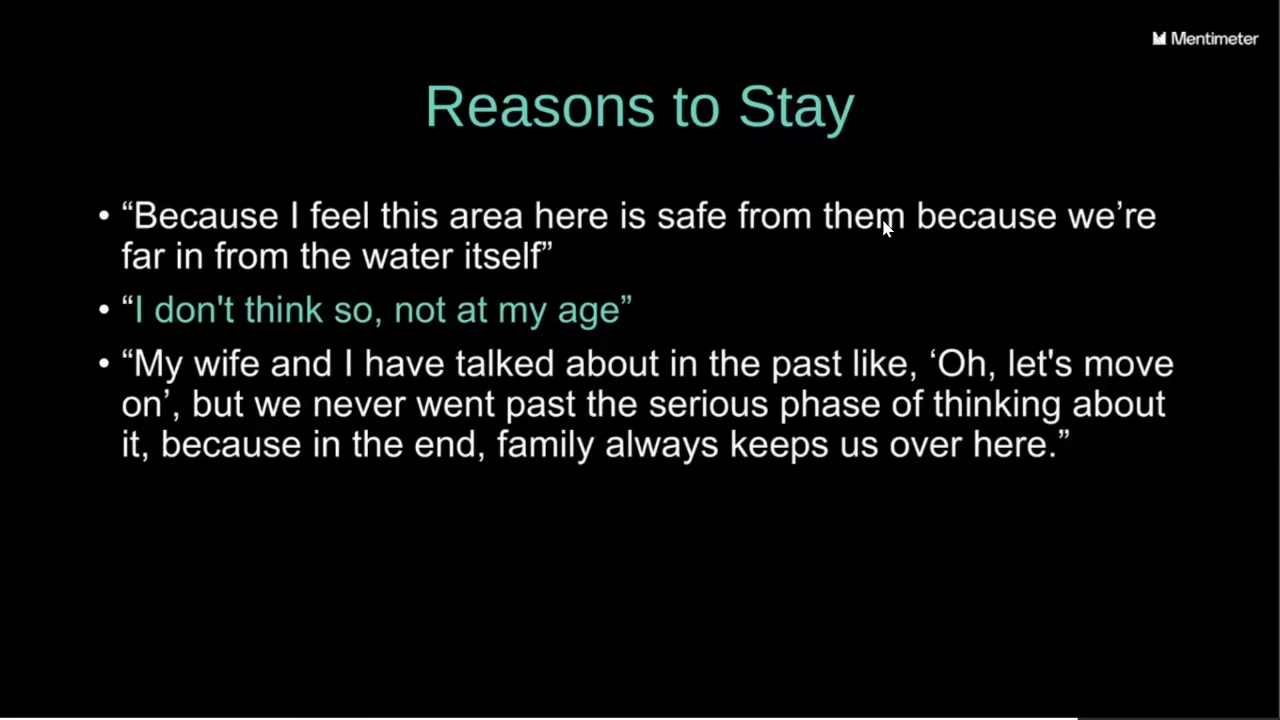 Mentimeter
Reasons to Stay
• “Because I feel this area here is safe from them because we’re
far in from the water itself”
• “I don't think so, not at my age”
• “My wife and I have talked about in the past like, ‘Oh, let's move
on’, but we never went past the serious phase of thinking about
it, because in the end, family always keeps us over here.”